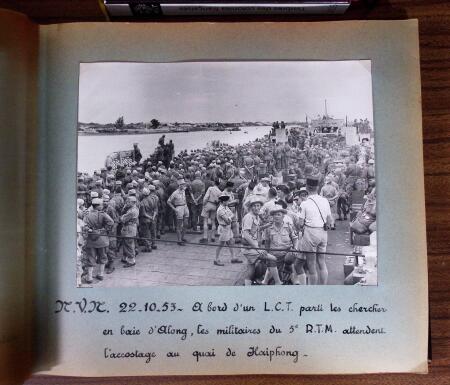 N.V.N. 22-10-53- A bord d'un L.C.T. parti les chercher
en baie d'Along, les militaires du 5e R.T.M. attendent
l'accostage au quai de Haiphong -